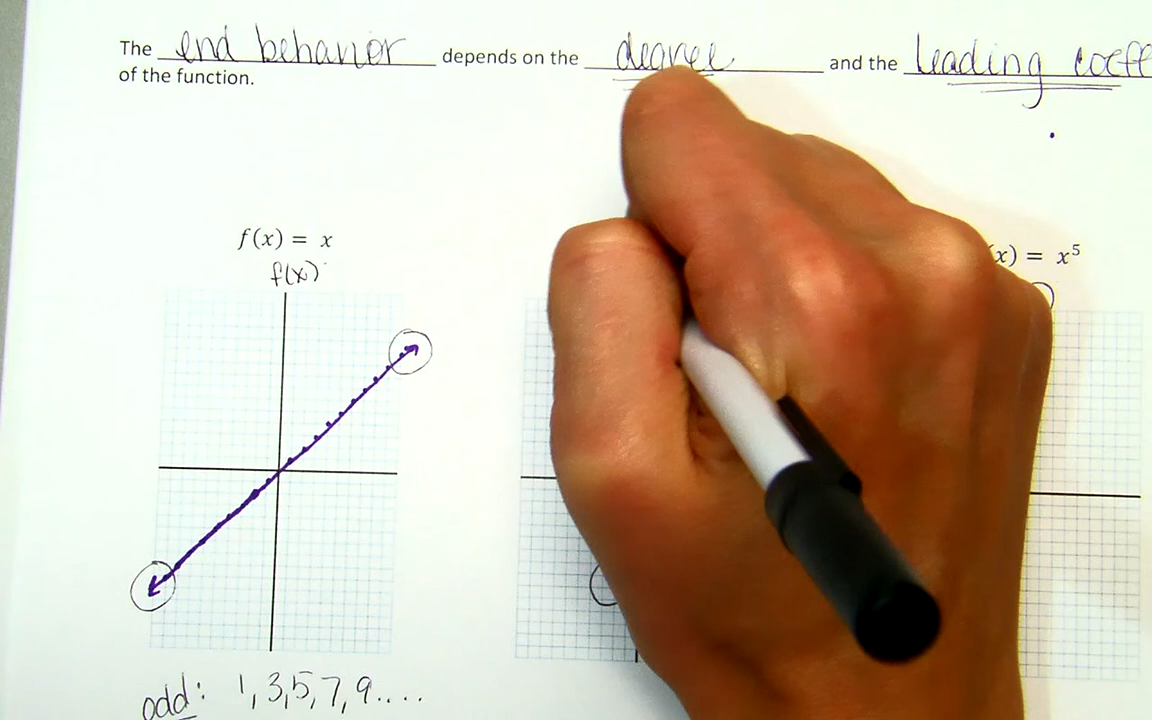 The end behavior depends on the degree and the leading coeff
of the function.
f(x) = x
f(x)
x) = x⁵
odd: 1, 3, 5, 7, 9....